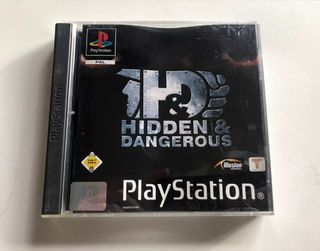 PlayStation
PAL
PlayStation
H&D
HIDDEN &
DANGEROUS
illusion
T
PlayStation®